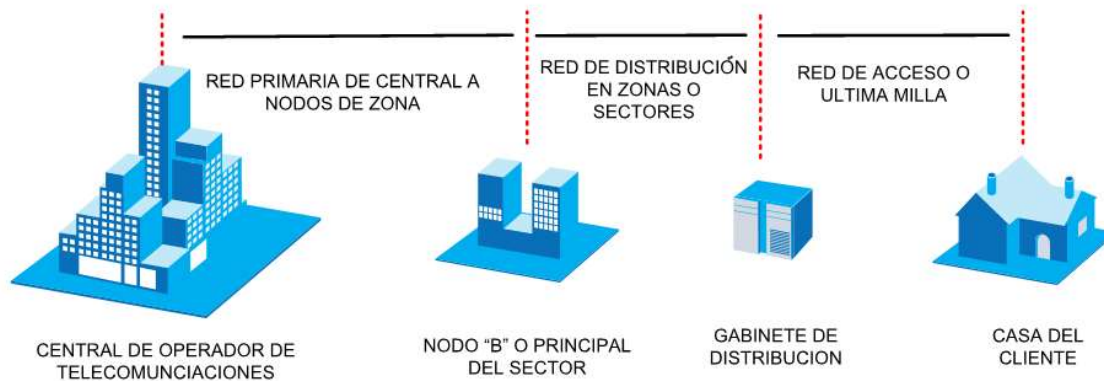 RED PRIMARIA DE CENTRAL A
NODOS DE ZONA
RED DE DISTRIBUCIÓN
EN ZONAS O
SECTORES
RED DE ACCESO O
ULTIMA MILLA
CENTRAL DE OPERADOR DE
TELECOMUNCIACIONES
NODO “B” O PRINCIPAL
DEL SECTOR
GABINETE DE
DISTRIBUCION
CASA DEL
CLIENTE